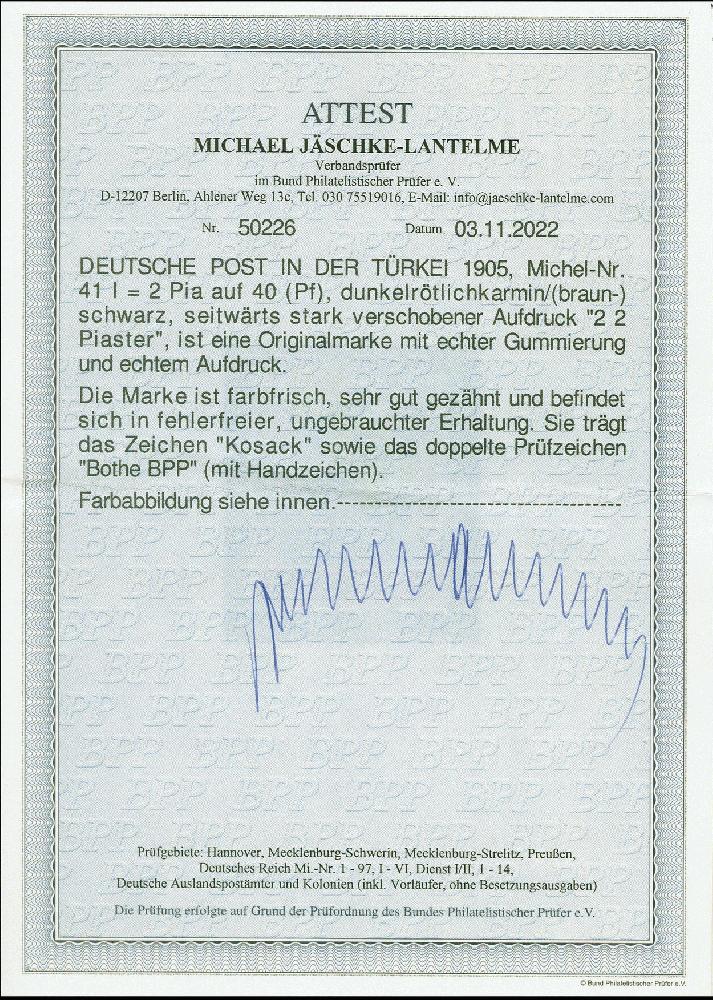 ATTEST
MICHAEL JÄSCHKE-LANTELME
Verbandsprüfer
im Bund Philatelistischer Prüfer e. V.
D-12207 Berlin, Ahlener Weg 13c, Tel. 030 75519016, E-Mail: info@jaeschke-lantelme.com
Nr. 50226 Datum 03.11.2022
DEUTSCHE POST IN DER TÜRKEI 1905, Michel-Nr.
41 I = 2 Pia auf 40 (Pf), dunkelrötlichkarmin/(braun-)
schwarz, seitwärts stark verschobener Aufdruck "2 2
Piaster", ist eine Originalmarke mit echter Gummierung
und echtem Aufdruck.
Die Marke ist farbfrisch, sehr gut gezähnt und befindet
sich in fehlerfreier, ungebrauchter Erhaltung. Sie trägt
das Zeichen "Kosack" sowie das doppelte Prüfzeichen
"Bothe BPP" (mit Handzeichen).
Farbabbildung siehe innen.------------------------------------
Prüfgebiete: Hannover, Mecklenburg-Schwerin, Mecklenburg-Strelitz, Preußen,
Deutsches Reich Mi.-Nr. 1 - 97, I - VI, Dienst I/II, 1 - 14,
Deutsche Auslandspostämter und Kolonien (inkl. Vorläufer, ohne Besetzungsausgaben)
Die Prüfung erfolgte auf Grund der Prüfordnung des Bundes Philatelistischer Prüfer e.V.
© Bund Philatelistischer Prüfer e.V.